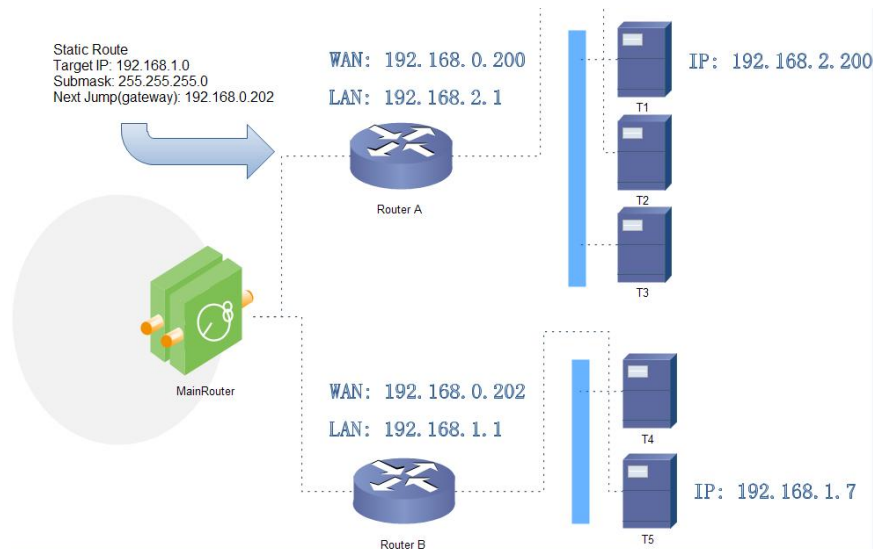 Static Route
Target IP: 192.168.1.0
Submask: 255.255.255.0
Next Jump(gateway): 192.168.0.202
WAN: 192.168.0.200
LAN: 192.168.2.1
Router A
IP: 192.168.2.200
T1
T2
T3
MainRouter
WAN: 192.168.0.202
LAN: 192.168.1.1
Router B
T4
IP: 192.168.1.7
T5